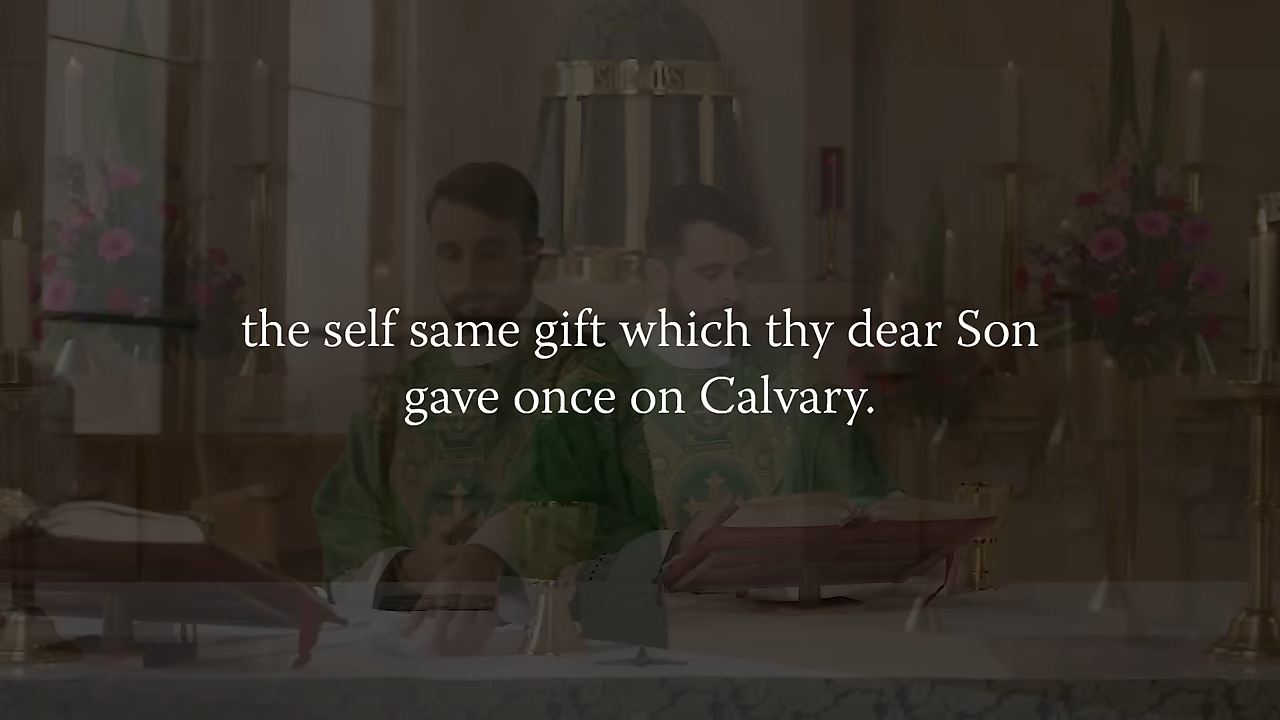 the self same gift which thy dear Son
gave once on Calvary.